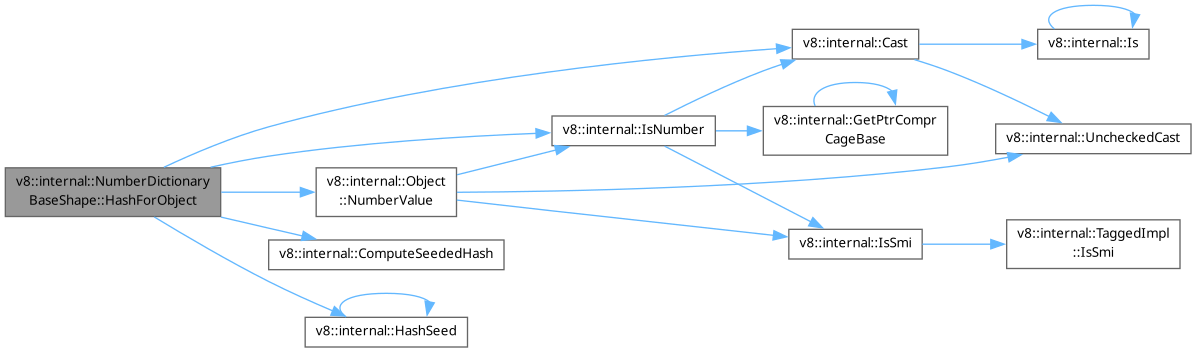 v8::internal::Cast
v8::internal::Is
v8::internal::GetPtrCompr
CageBase
v8::internal::IsNumber
v8::internal::UncheckedCast
v8::internal::NumberDictionary
BaseShape::HashForObject
v8::internal::Object
::NumberValue
v8::internal::IsSmi
v8::internal::TaggedImpl
::IsSmi
v8::internal::ComputeSeededHash
v8::internal::HashSeed